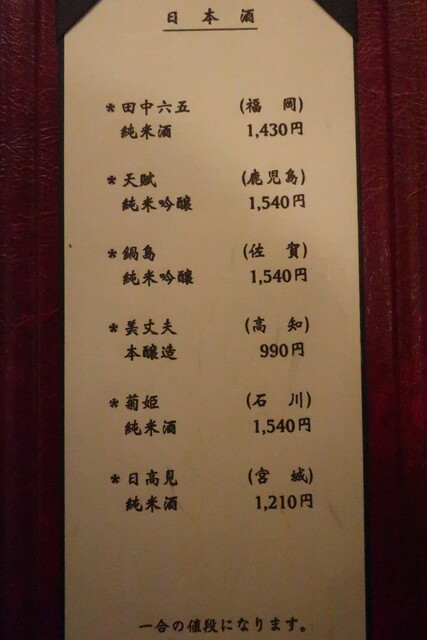 日本酒
*田中六五 (福岡)
純米酒 1,430円
*天賦 (鹿児島)
純米吟醸 1,540円
*鍋島 (佐賀)
純米吟醸 1,540円
*美丈夫 (高知)
本醸造 990円
*菊姫 (石川)
純米酒 1,540円
*日高見 (宮城)
純米酒 1,210円
一合の値段になります。